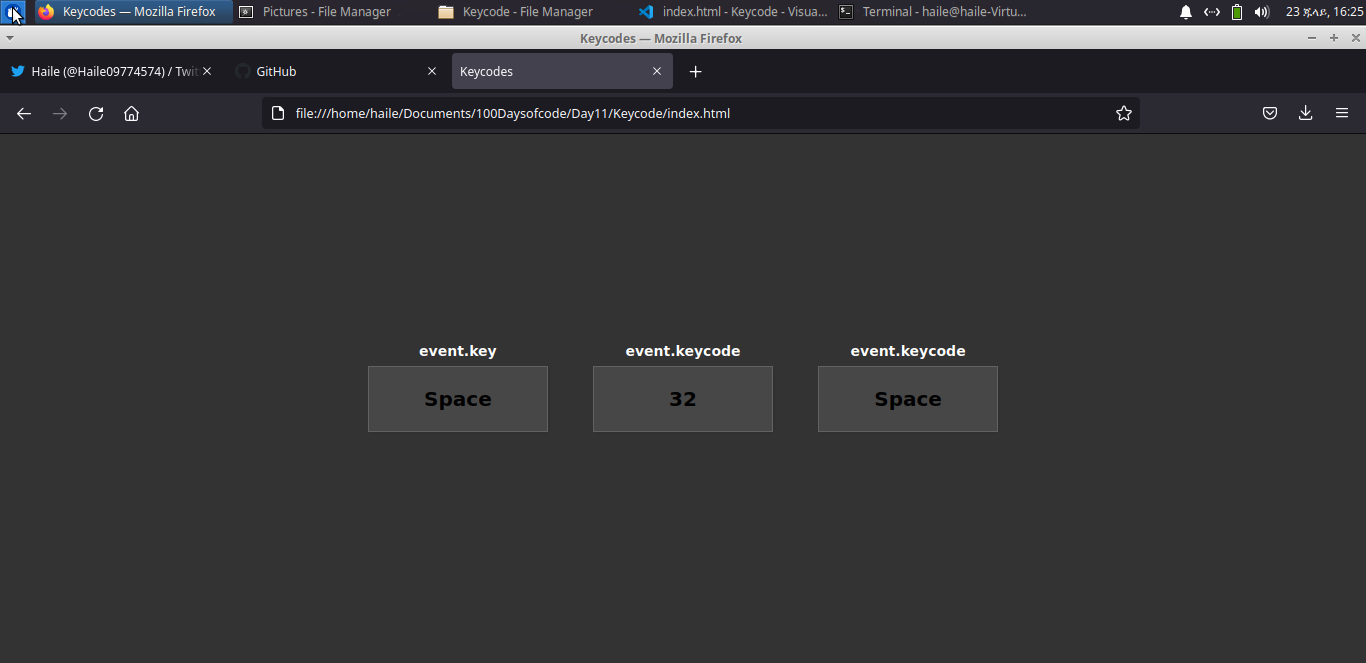 Keycodes — Mozilla Firefox
Pictures - File Manager
Keycode - File Manager
index.html - Keycode - Visua...
Terminal - haile@haile-Virtu...
23 ጁላይ, 16:25
Keycodes — Mozilla Firefox
Haile (@Haile09774574) / Twit
GitHub
Keycodes
file:///home/haile/Documents/100Daysofcode/Day11/Keycode/index.html
event.key
event.keycode
event.keycode
Space
32
Space